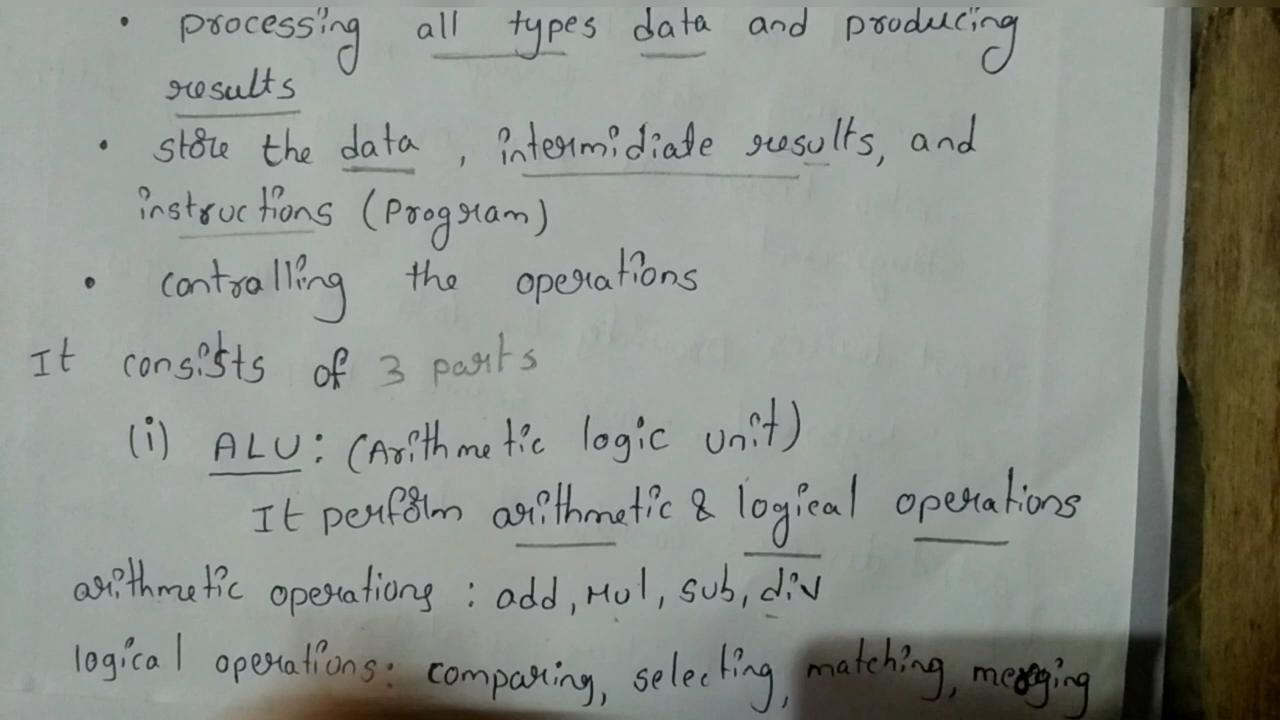 • processing all types data and producing
results
• store the data , intermidiate results, and
instructions (Program)
• controlling the operations
It consists of 3 parts
(i) ALU: (Arithmetic logic unit)
It perform arithmetic & logical operations
arithmetic operations : add, Mul, sub, div
logical operations: comparing, selecting, matching, merging